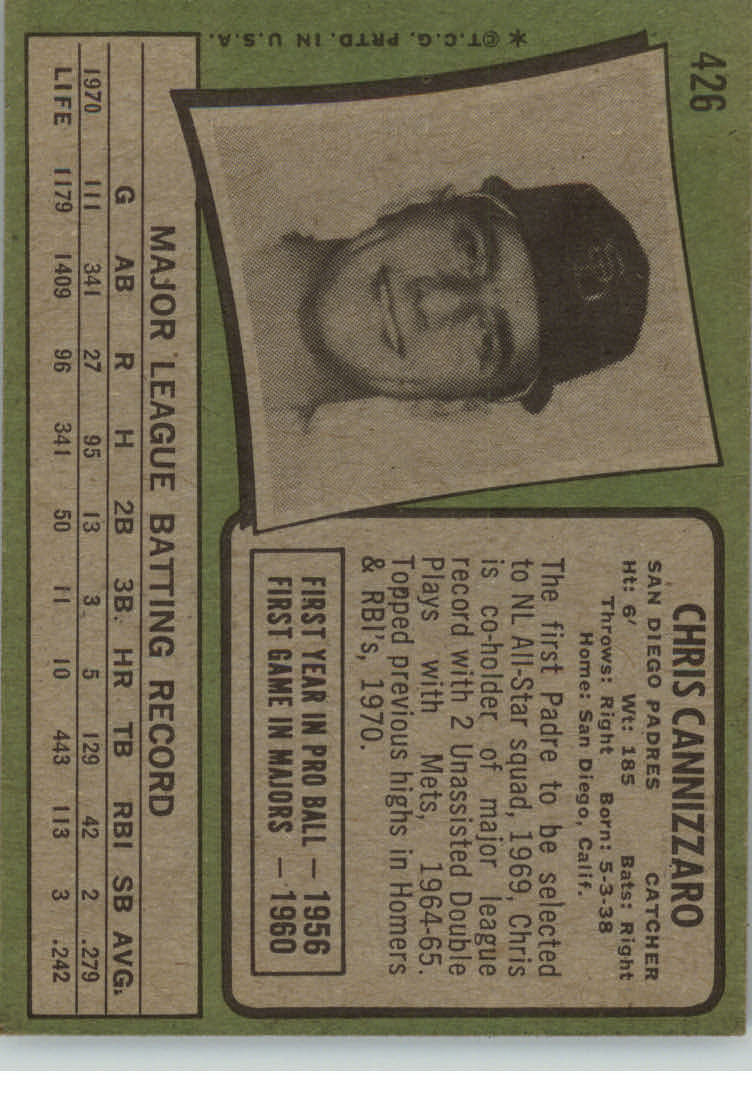 426
CHRIS CANNIZZARO
SAN DIEGO PADRES CATCHER
Ht: 6' Wt: 185 Bats: Right
Throws: Right Born: 5-3-38
Home: San Diego, Calif.
The first Padre to be selected
to NL All-Star squad, 1969, Chris
is co-holder of major league
record with 2 Unassisted Double
Plays with Mets, 1964-65.
Topped previous highs in Homers
& RBI's, 1970.
FIRST YEAR IN PRO BALL — 1956
FIRST GAME IN MAJORS — 1960
MAJOR LEAGUE BATTING RECORD
G AB R H 2B 3B HR TB RBI SB AVG.
1970 111 341 27 95 13 3 5 129 42 2 .279
LIFE 1179 1409 96 341 50 11 10 443 113 3 .242
*©T.C.G. PRTD. IN U.S.A.
SD